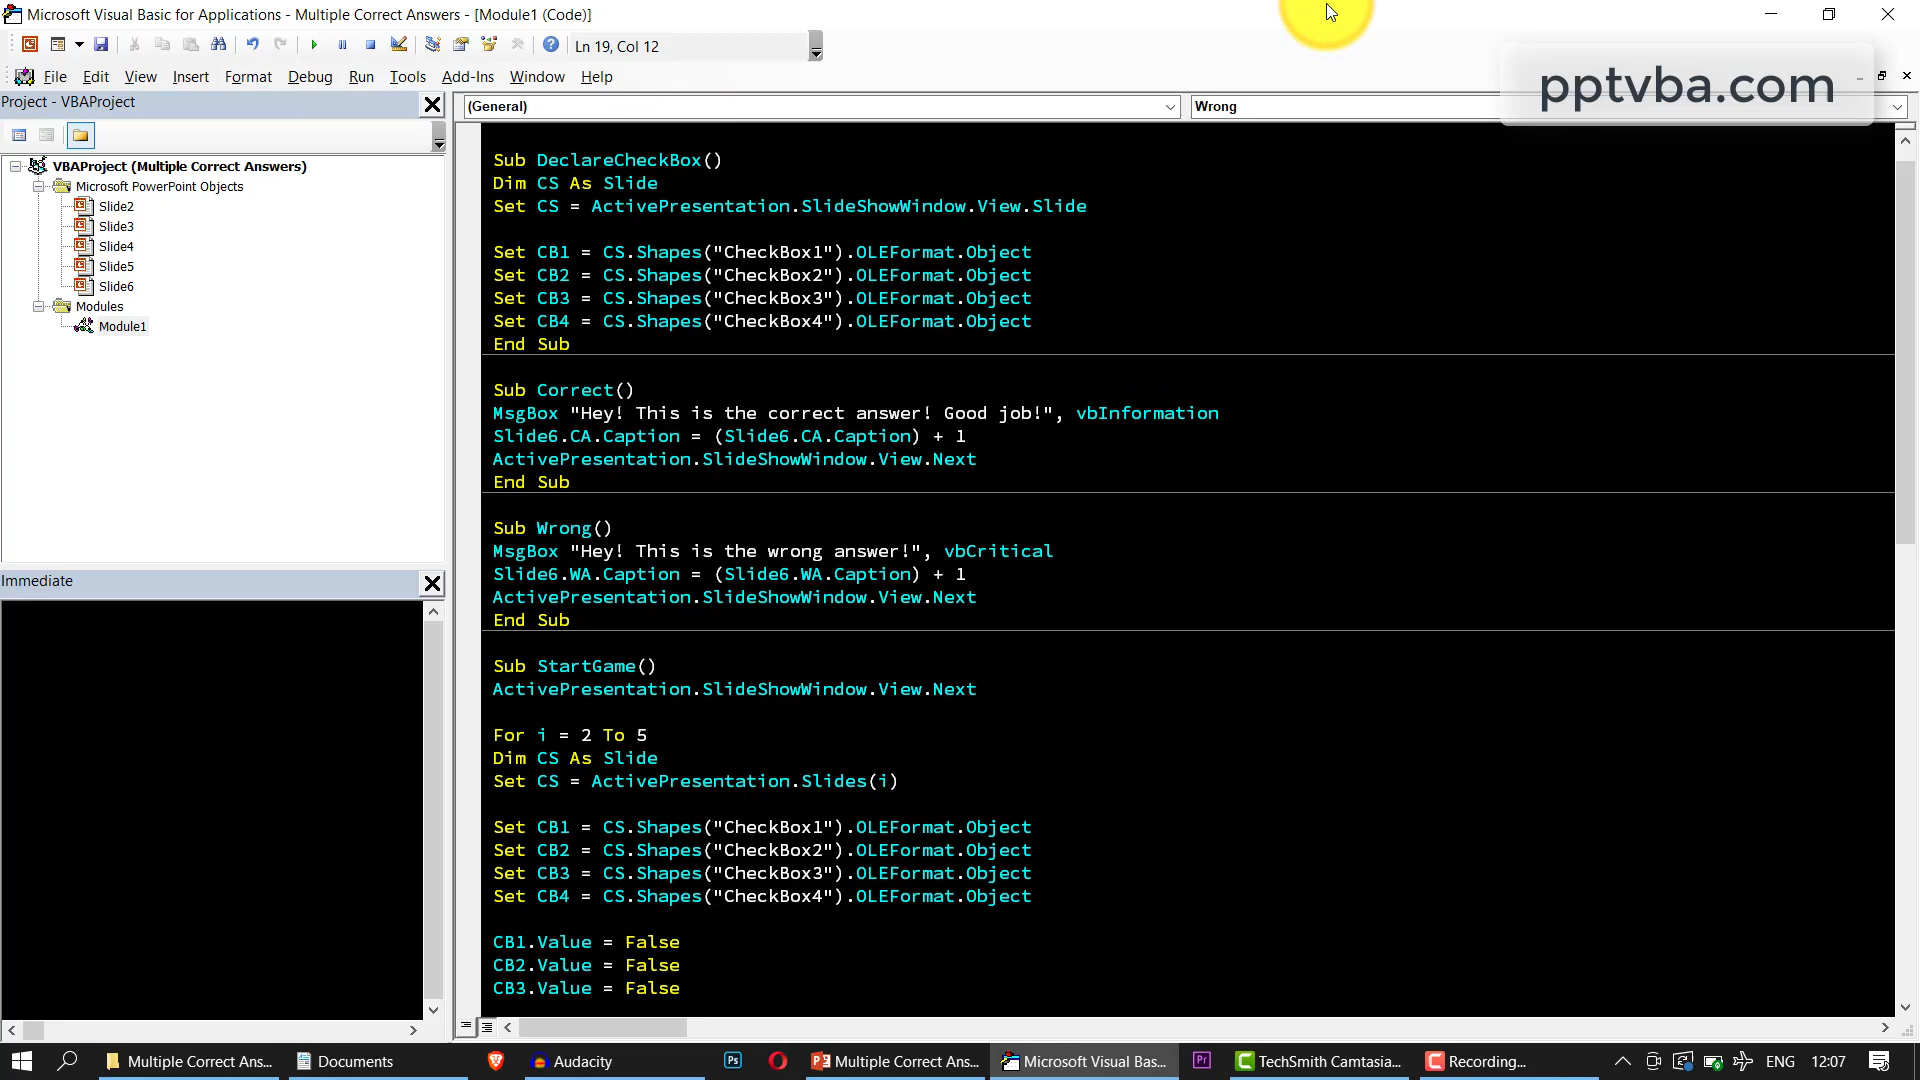 Microsoft Visual Basic for Applications - Multiple Correct Answers - [Module1 (Code)]
Ln 19, Col 12
File Edit View Insert Format Debug Run Tools Add-Ins Window Help
pptvba.com
Project - VBAProject
(General)
Wrong
VBAProject (Multiple Correct Answers)
Microsoft PowerPoint Objects
Slide2
Slide3
Slide4
Slide5
Slide6
Modules
Module1
Immediate
Sub DeclareCheckBox()
Dim CS As Slide
Set CS = ActivePresentation.SlideShowWindow.View.Slide
Set CB1 = CS.Shapes("CheckBox1").OLEFormat.Object
Set CB2 = CS.Shapes("CheckBox2").OLEFormat.Object
Set CB3 = CS.Shapes("CheckBox3").OLEFormat.Object
Set CB4 = CS.Shapes("CheckBox4").OLEFormat.Object
End Sub
Sub Correct()
MsgBox "Hey! This is the correct answer! Good job!", vbInformation
Slide6.CA.Caption = (Slide6.CA.Caption) + 1
ActivePresentation.SlideShowWindow.View.Next
End Sub
Sub Wrong()
MsgBox "Hey! This is the wrong answer!", vbCritical
Slide6.WA.Caption = (Slide6.WA.Caption) + 1
ActivePresentation.SlideShowWindow.View.Next
End Sub
Sub StartGame()
ActivePresentation.SlideShowWindow.View.Next
For i = 2 To 5
Dim CS As Slide
Set CS = ActivePresentation.Slides(i)
Set CB1 = CS.Shapes("CheckBox1").OLEFormat.Object
Set CB2 = CS.Shapes("CheckBox2").OLEFormat.Object
Set CB3 = CS.Shapes("CheckBox3").OLEFormat.Object
Set CB4 = CS.Shapes("CheckBox4").OLEFormat.Object
CB1.Value = False
CB2.Value = False
CB3.Value = False
Multiple Correct Ans...
Documents
Audacity
Ps
Multiple Correct Ans...
Microsoft Visual Bas...
Pr
TechSmith Camtasia...
Recording...
ENG
12:07